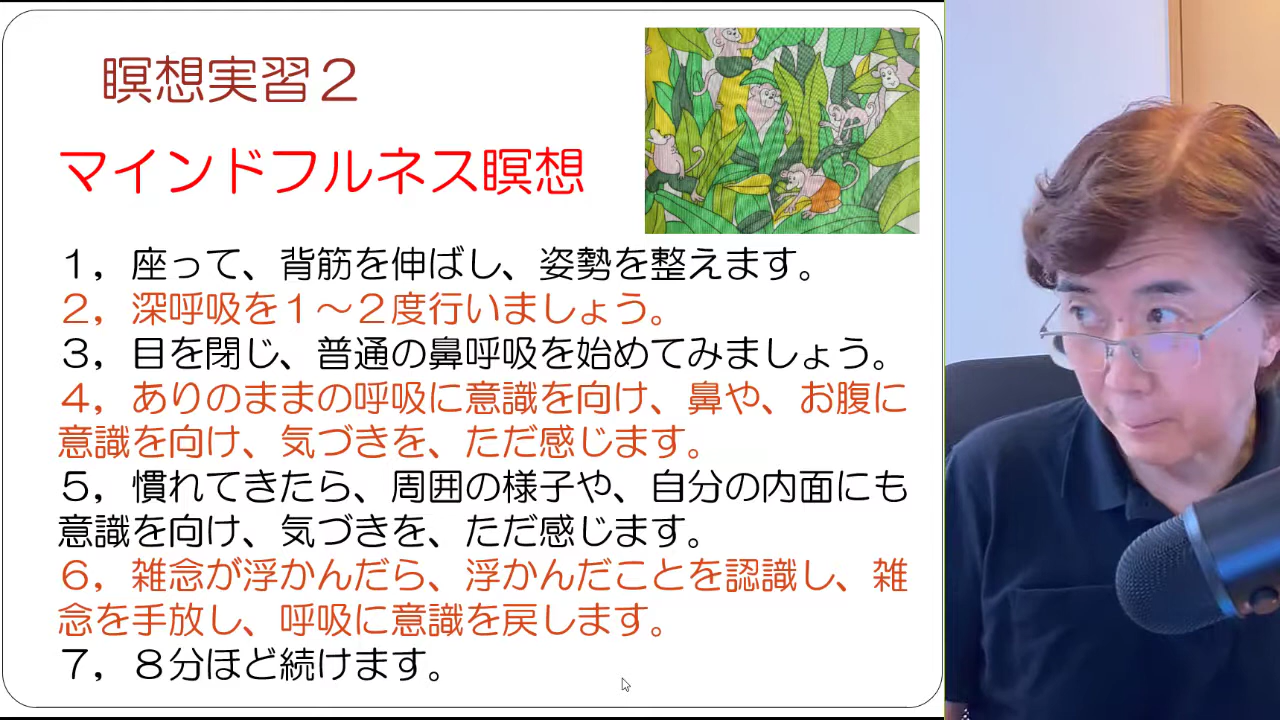 瞑想実習２
マインドフルネス瞑想
１，座って、背筋を伸ばし、姿勢を整えます。
２，深呼吸を１～２度行いましょう。
３，目を閉じ、普通の鼻呼吸を始めてみましょう。
４，ありのままの呼吸に意識を向け、鼻や、お腹に
意識を向け、気づきを、ただ感じます。
５，慣れてきたら、周囲の様子や、自分の内面にも
意識を向け、気づきを、ただ感じます。
６，雑念が浮かんだら、浮かんだことを認識し、雑
念を手放し、呼吸に意識を戻します。
７，８分ほど続けます。